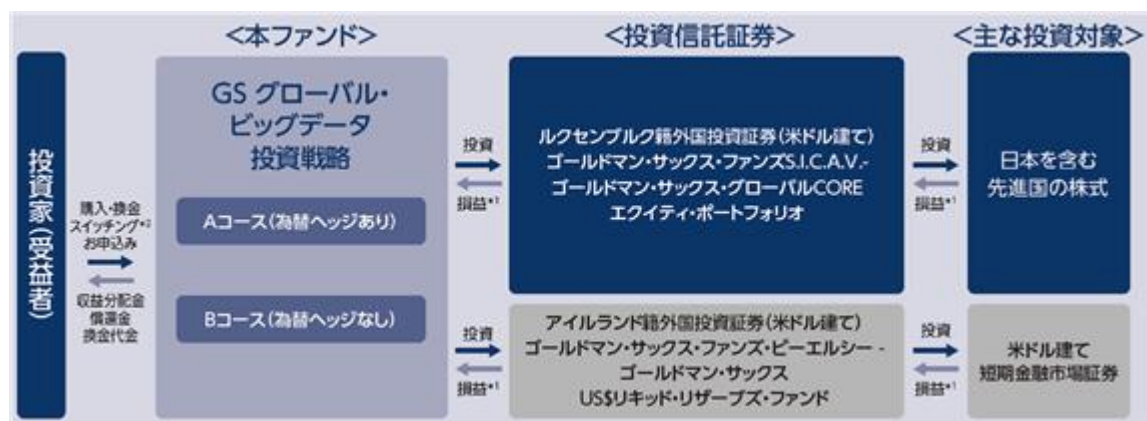 <本ファンド>
<投資信託証券>
<主な投資対象>
投資家(受益者)
購入・換金
スイッチング*2
お申込み
収益分配金
償還金
換金代金
GS グローバル・
ビッグデータ
投資戦略
Aコース(為替ヘッジあり)
Bコース(為替ヘッジなし)
投資
損益*1
ルクセンブルク籍外国投資証券(米ドル建て)
ゴールドマン・サックス・ファンズS.I.C.A.V.-
ゴールドマン・サックス・グローバルCORE
エクイティ・ポートフォリオ
投資
損益*1
日本を含む
先進国の株式
投資
損益*1
アイルランド籍外国投資証券(米ドル建て)
ゴールドマン・サックス・ファンズ・ピーエルシー -
ゴールドマン・サックス
US$リキッド・リザーブズ・ファンド
投資
損益*1
米ドル建て
短期金融市場証券